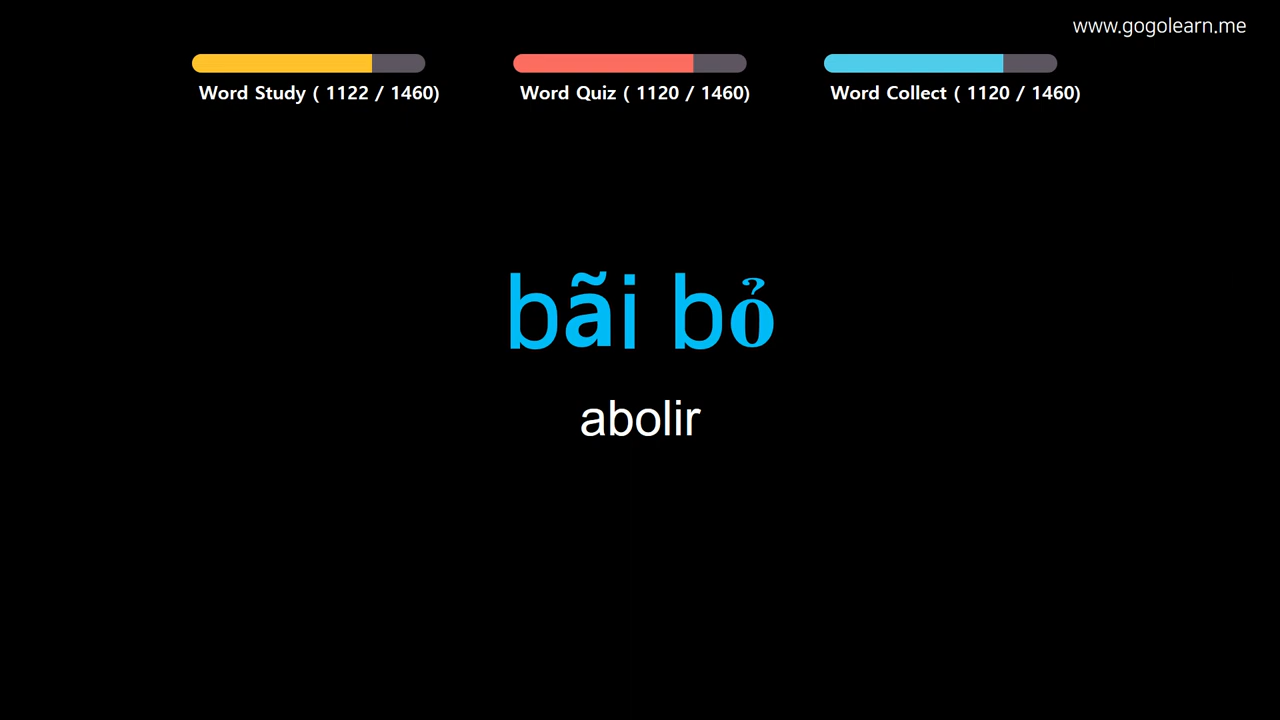 www.gogolearn.me
Word Study ( 1122 / 1460)
Word Quiz ( 1120 / 1460)
Word Collect ( 1120 / 1460)
bãi bỏ
abolir